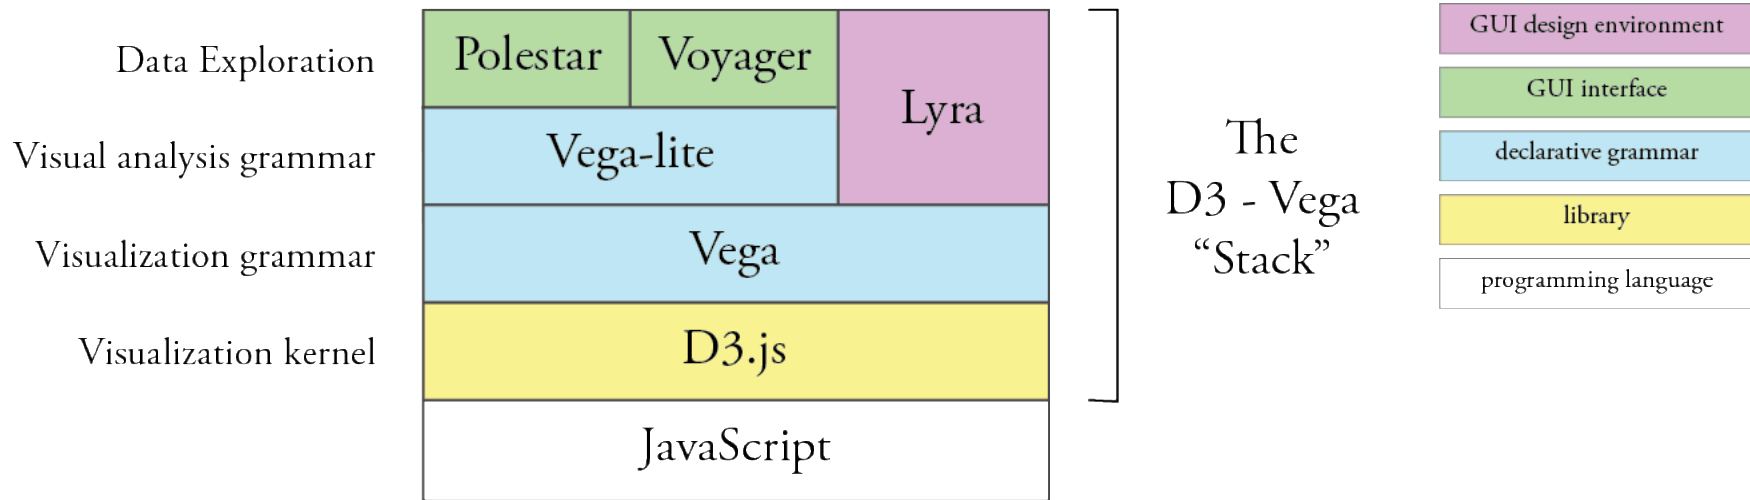 Data Exploration
Visual analysis grammar
Visualization grammar
Visualization kernel
Polestar
Voyager
Lyra
Vega-lite
Vega
D3.js
JavaScript
The
D3 - Vega
“Stack”
GUI design environment
GUI interface
declarative grammar
library
programming language